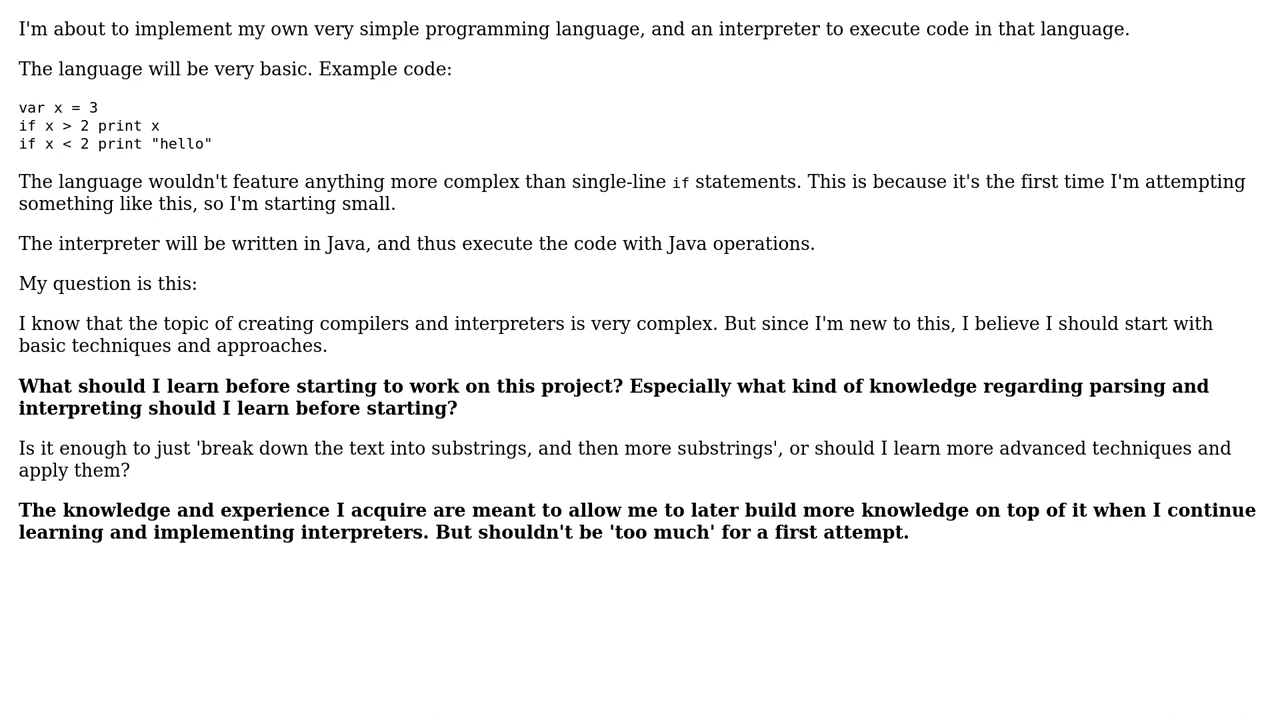 I'm about to implement my own very simple programming language, and an interpreter to execute code in that language.
The language will be very basic. Example code:
var x = 3
if x > 2 print x
if x < 2 print "hello"
The language wouldn't feature anything more complex than single-line if statements. This is because it's the first time I'm attempting
something like this, so I'm starting small.
The interpreter will be written in Java, and thus execute the code with Java operations.
My question is this:
I know that the topic of creating compilers and interpreters is very complex. But since I'm new to this, I believe I should start with
basic techniques and approaches.
What should I learn before starting to work on this project? Especially what kind of knowledge regarding parsing and
interpreting should I learn before starting?
Is it enough to just 'break down the text into substrings, and then more substrings', or should I learn more advanced techniques and
apply them?
The knowledge and experience I acquire are meant to allow me to later build more knowledge on top of it when I continue
learning and implementing interpreters. But shouldn't be 'too much' for a first attempt.